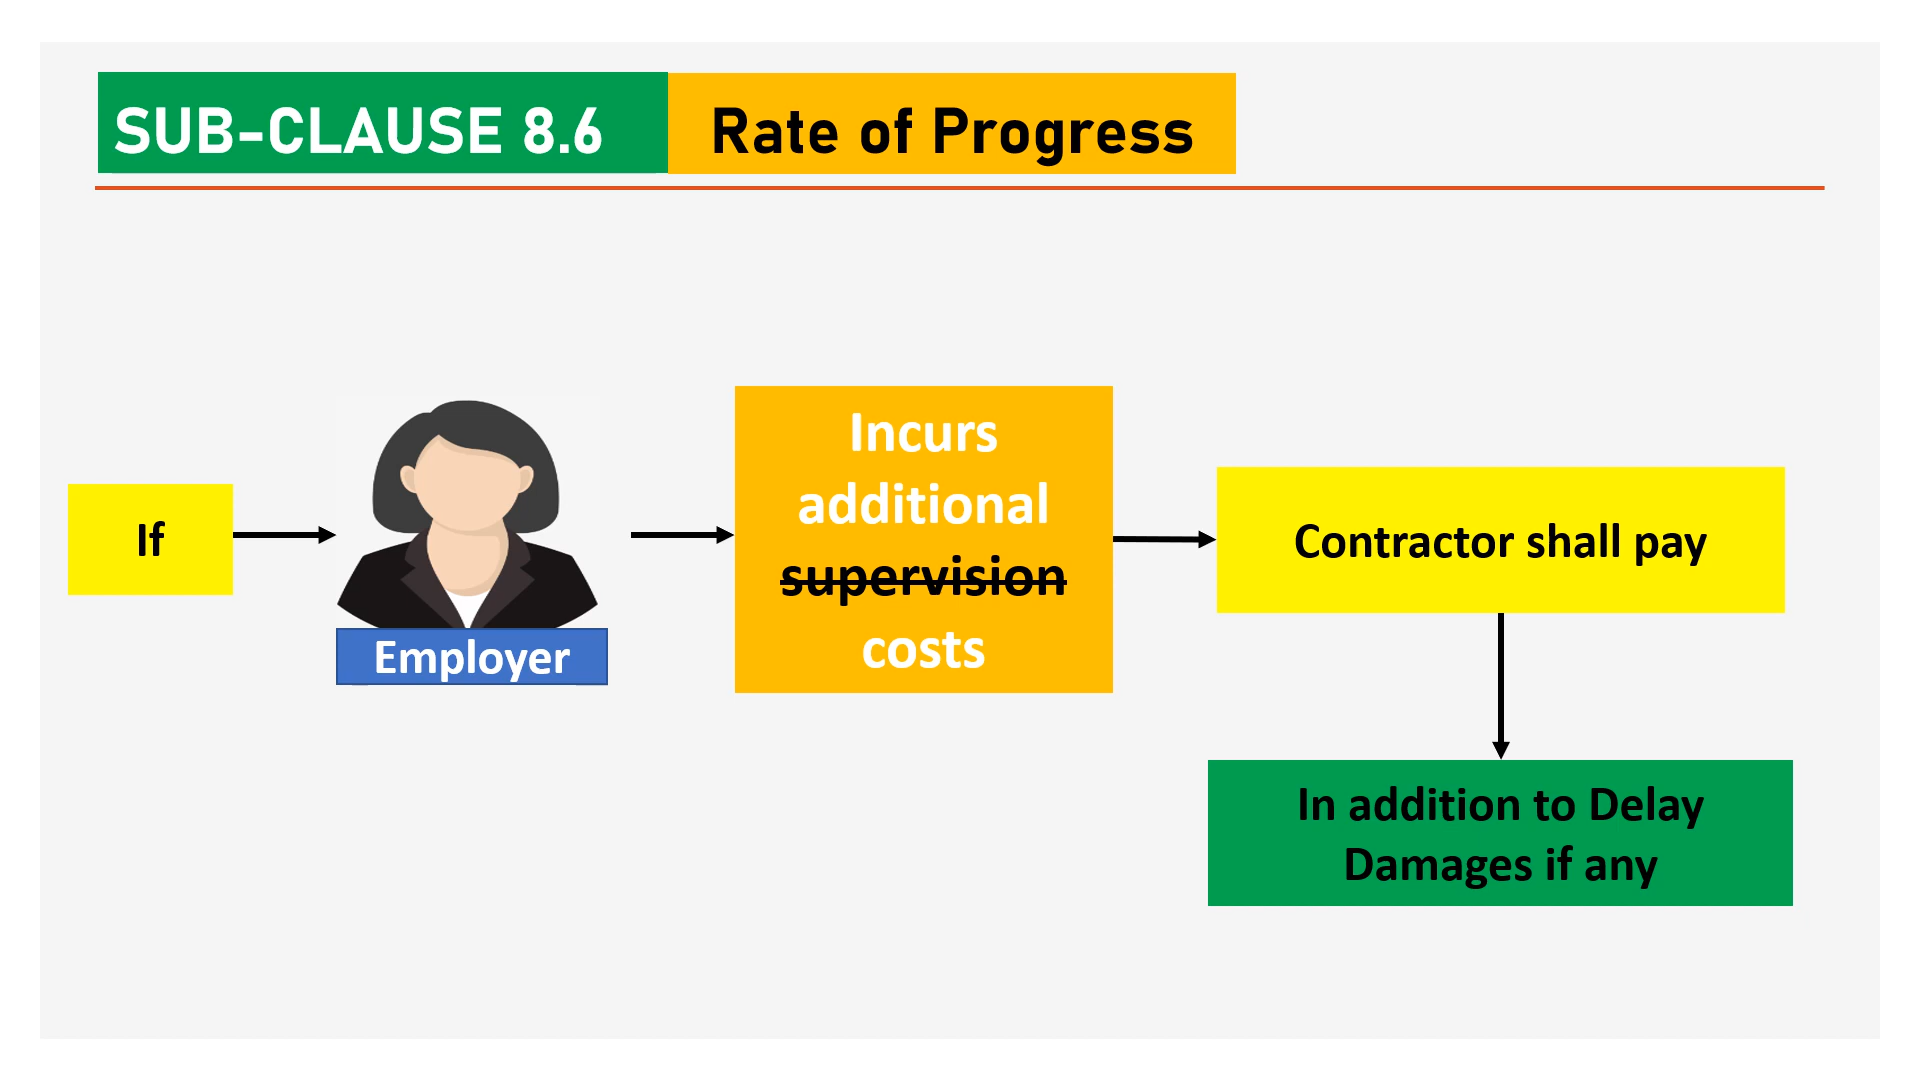 SUB-CLAUSE 8.6
Rate of Progress
If
Employer
Incurs
additional
supervision
costs
Contractor shall pay
In addition to Delay
Damages if any